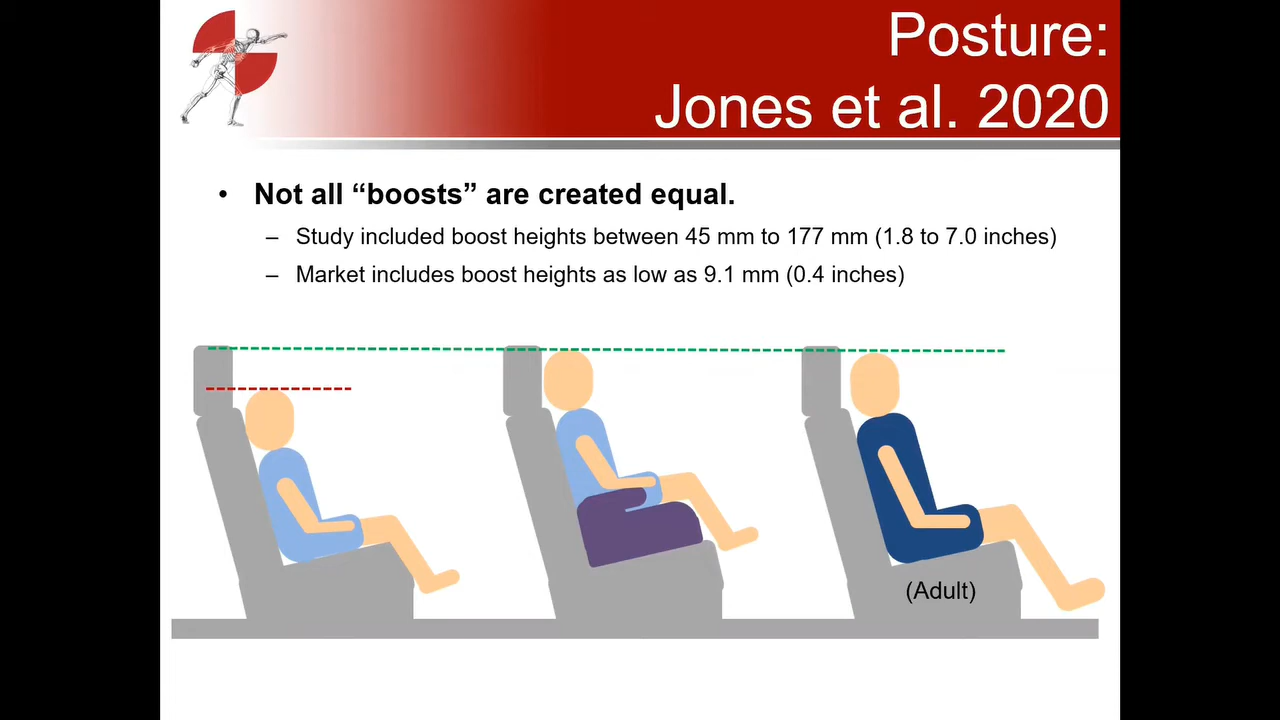 Posture:
Jones et al. 2020
• Not all “boosts” are created equal.
– Study included boost heights between 45 mm to 177 mm (1.8 to 7.0 inches)
– Market includes boost heights as low as 9.1 mm (0.4 inches)
(Adult)